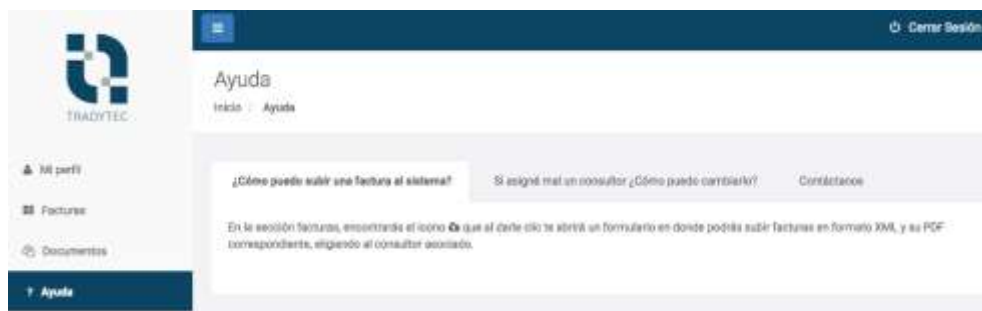 Cerrar Sesión
TRADYTEC
Ayuda
Inicio / Ayuda
Mi perfil
Facturas
Documentos
? Ayuda
¿Cómo puedo subir una factura al sistema?
Si asigné mal un consultor ¿Cómo puedo cambiarlo?
Contáctanos
En la sección facturas, encontrarás el icono que al darle clic te abrirá un formulario en donde podrás subir facturas en formato XML, y su PDF
correspondiente, eligiendo al consultor asociado.